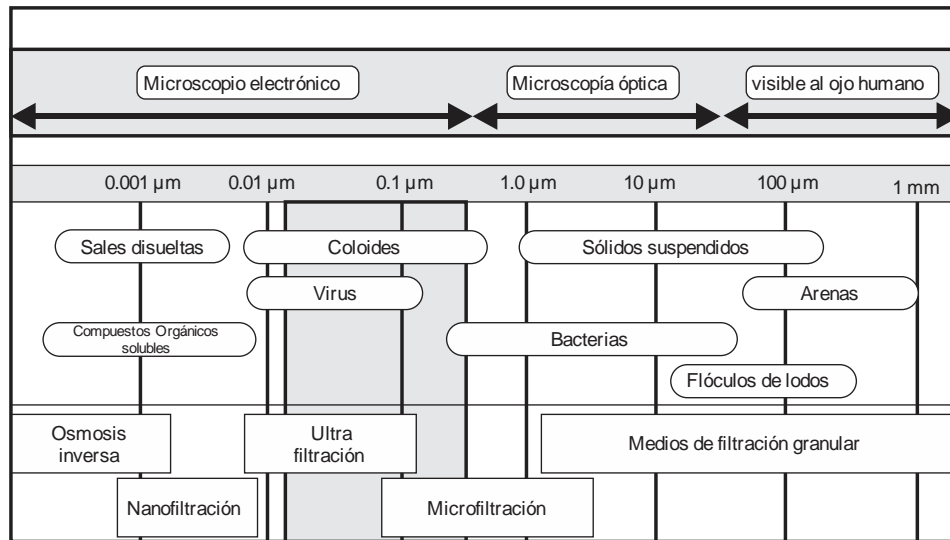 Microscopio electrónico
Microscopía óptica
visible al ojo humano
0.001 µm
0.01 µm
0.1 µm
1.0 µm
10 µm
100 µm
1 mm
Sales disueltas
Coloides
Sólidos suspendidos
Virus
Arenas
Compuestos Orgánicos
solubles
Bacterias
Flóculos de lodos
Osmosis
inversa
Ultra
filtración
Medios de filtración granular
Nanofiltración
Microfiltración